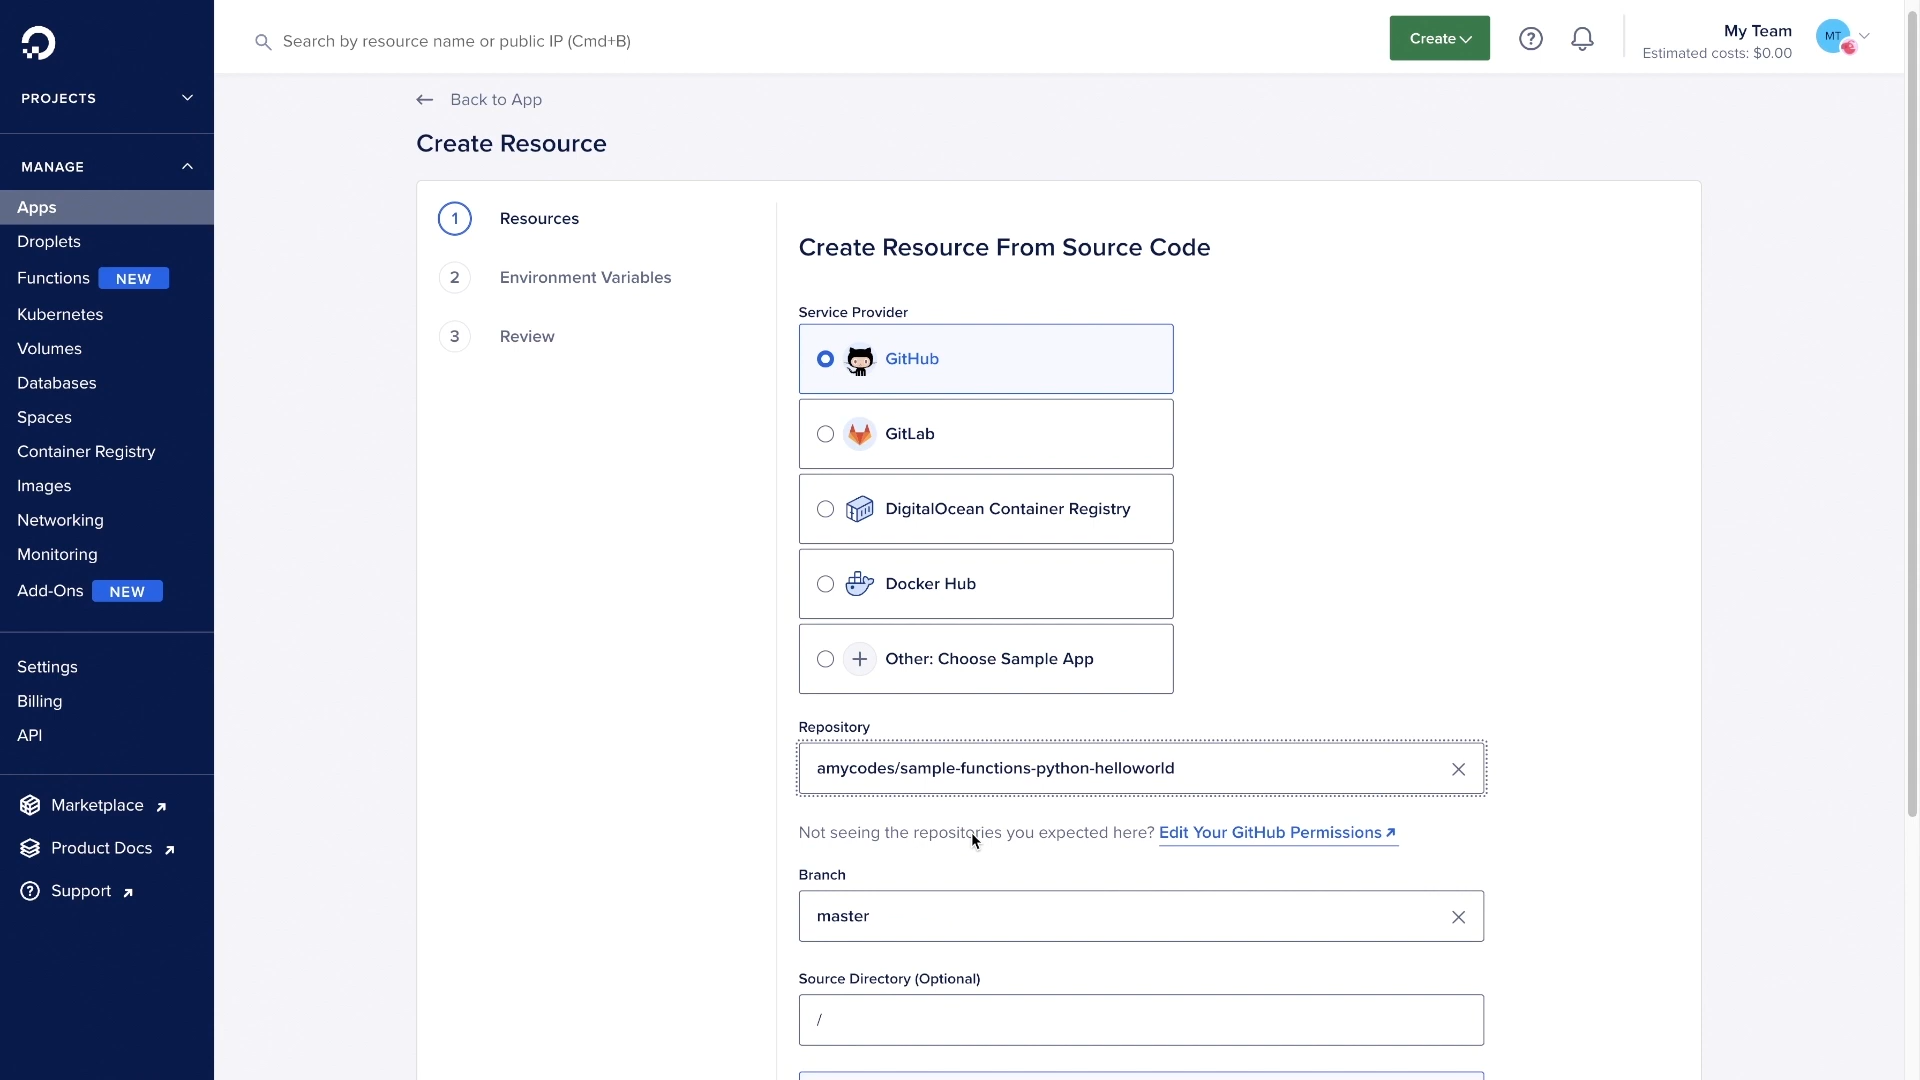 Search by resource name or public IP (Cmd+B)
Create
My Team
Estimated costs: $0.00
MT
PROJECTS
MANAGE
Apps
Droplets
Functions NEW
Kubernetes
Volumes
Databases
Spaces
Container Registry
Images
Networking
Monitoring
Add-Ons NEW
Settings
Billing
API
Marketplace
Product Docs
Support
Back to App
Create Resource
1 Resources
2 Environment Variables
3 Review
Create Resource From Source Code
Service Provider
GitHub
GitLab
DigitalOcean Container Registry
Docker Hub
Other: Choose Sample App
Repository
amycodes/sample-functions-python-helloworld
Not seeing the repositories you expected here? Edit Your GitHub Permissions
Branch
master
Source Directory (Optional)
/